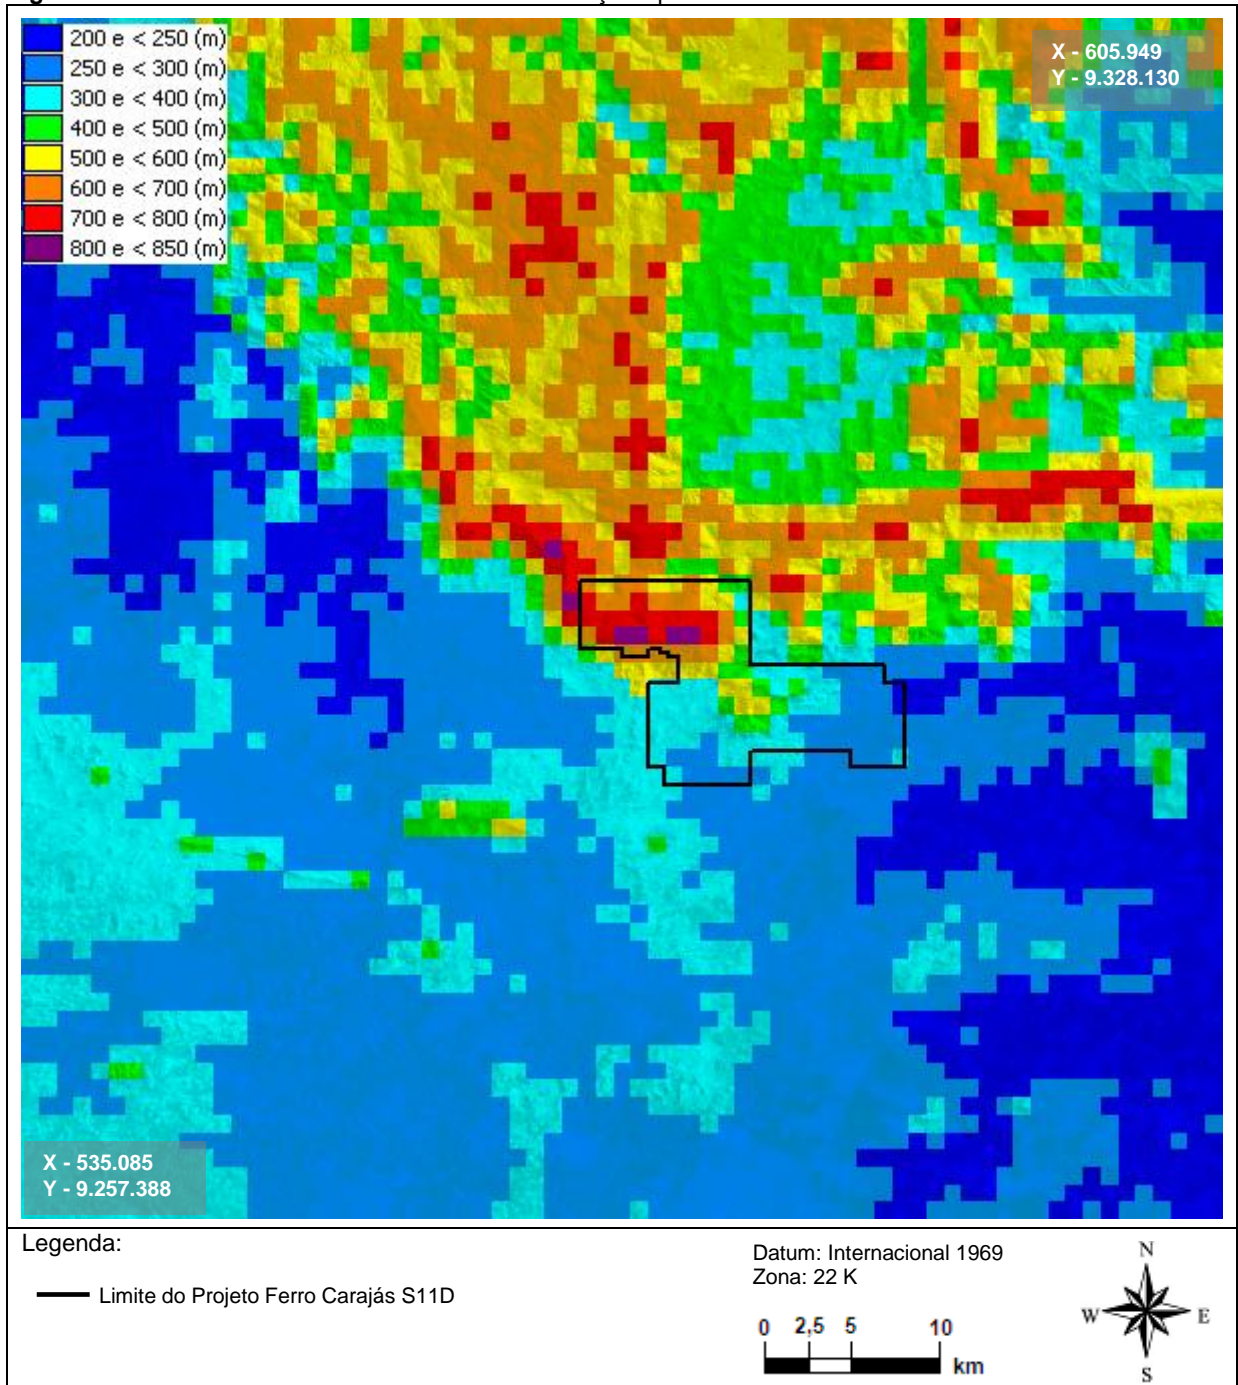 200 e < 250 (m)
250 e < 300 (m)
300 e < 400 (m)
400 e < 500 (m)
500 e < 600 (m)
600 e < 700 (m)
700 e < 800 (m)
800 e < 850 (m)
X - 605.949
Y - 9.328.130
X - 535.085
Y - 9.257.388
Legenda:
Limite do Projeto Ferro Carajás S11D
Datum: Internacional 1969
Zona: 22 K
0 2,5 5 10
km
N
W E
S